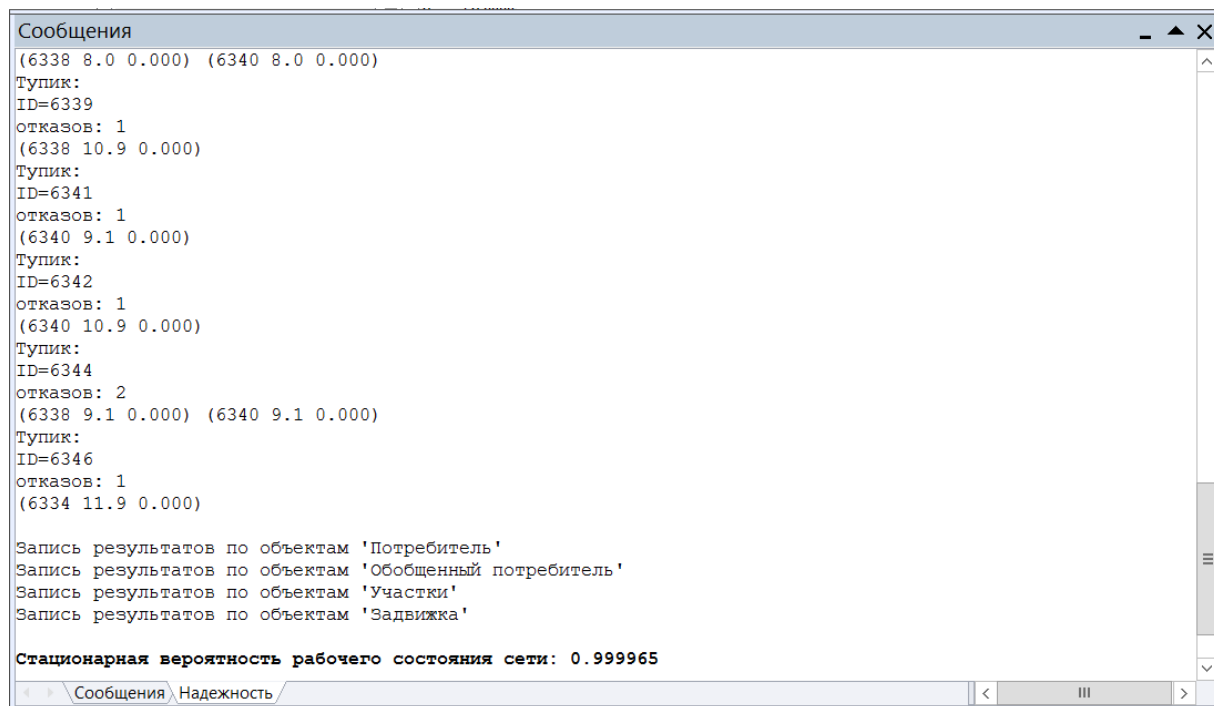 Сообщения
(6338 8.0 0.000) (6340 8.0 0.000)
Тупик:
ID=6339
отказов: 1
(6338 10.9 0.000)
Тупик:
ID=6341
отказов: 1
(6340 9.1 0.000)
Тупик:
ID=6342
отказов: 1
(6340 10.9 0.000)
Тупик:
ID=6344
отказов: 2
(6338 9.1 0.000) (6340 9.1 0.000)
Тупик:
ID=6346
отказов: 1
(6334 11.9 0.000)
Запись результатов по объектам 'Потребитель'
Запись результатов по объектам 'Обобщенный потребитель'
Запись результатов по объектам 'Участки'
Запись результатов по объектам 'Задвижка'
Стационарная вероятность рабочего состояния сети: 0.999965
Сообщения Надежность